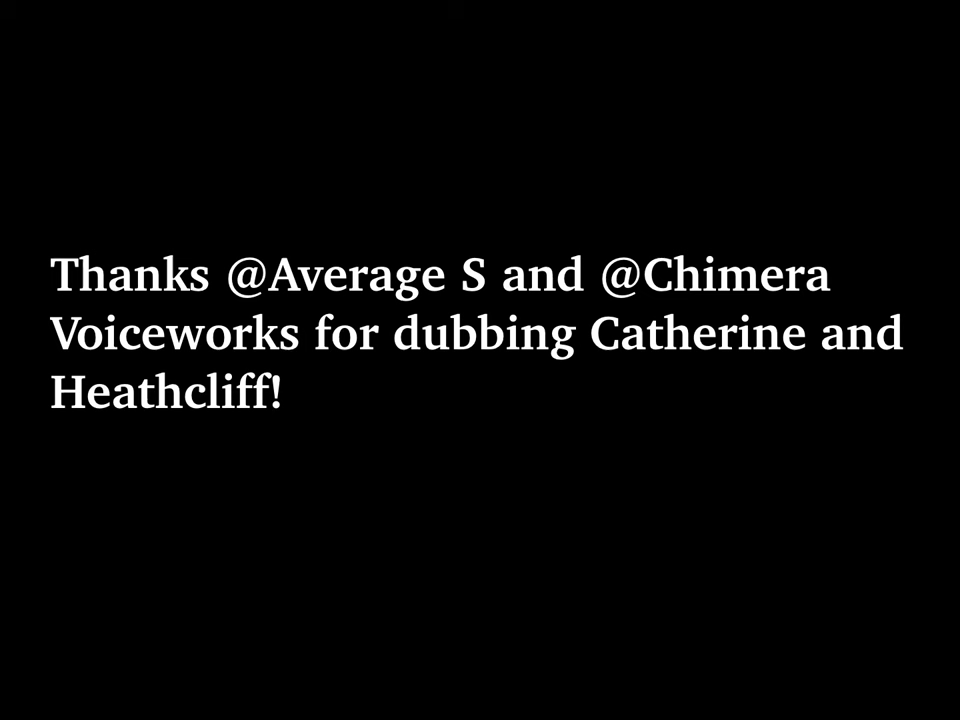 Thanks @Average S and @Chimera
Voiceworks for dubbing Catherine and
Heathcliff!